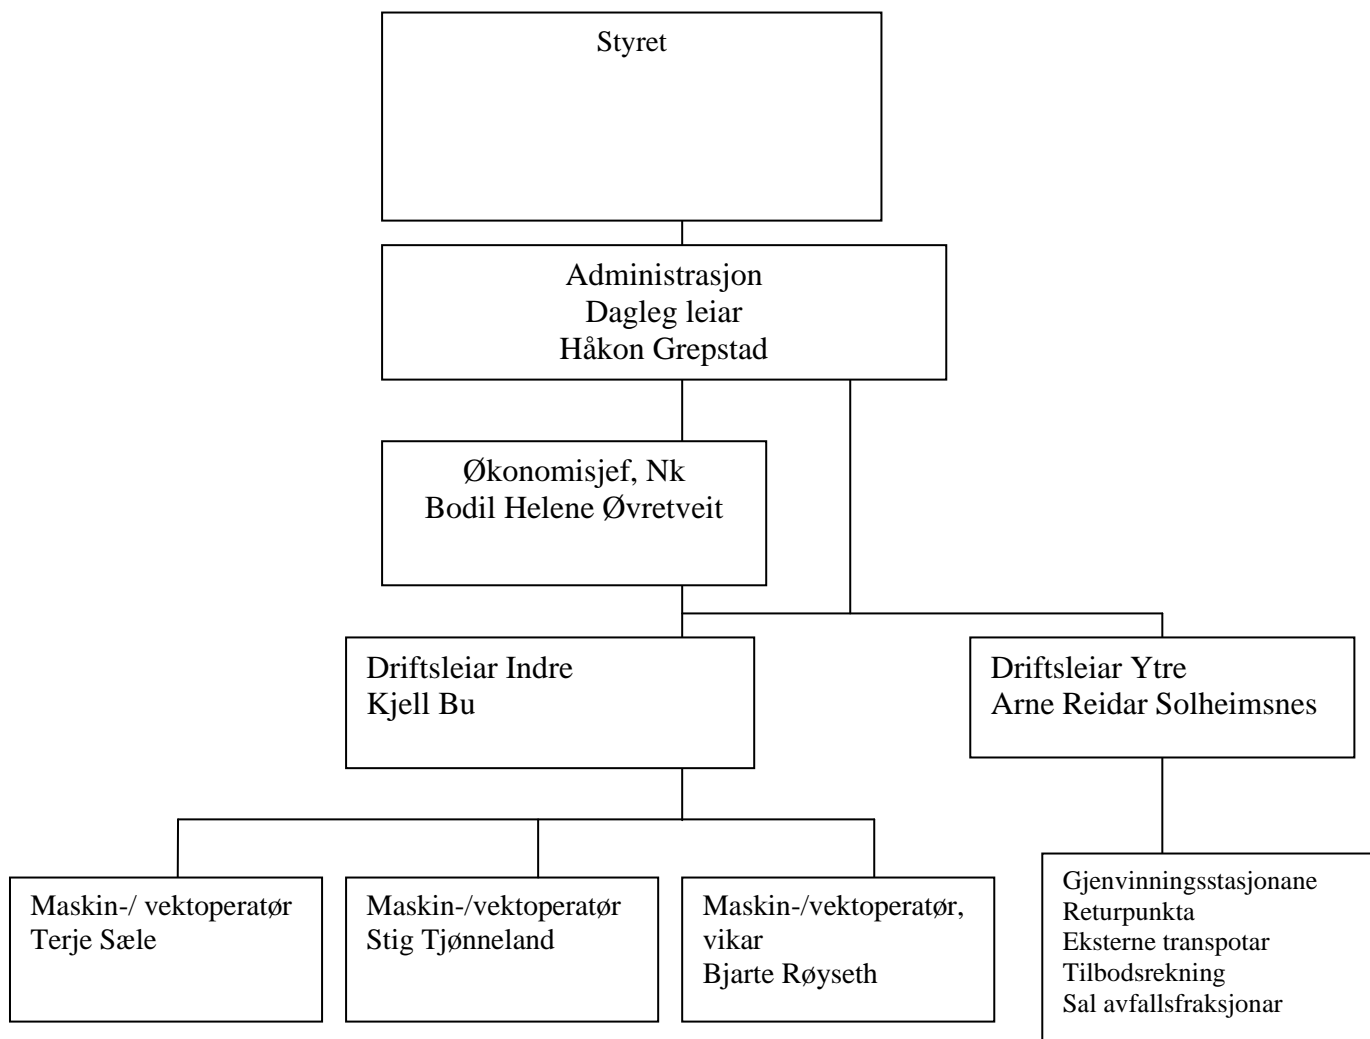 Styret
Administrasjon
Dagleg leiar
Håkon Grepstad
Økonomisjef, Nk
Bodil Helene Øvretveit
Driftsleiar Indre
Kjell Bu
Driftsleiar Ytre
Arne Reidar Solheimsnes
Maskin-/ vektoperatør
Terje Sæle
Maskin-/vektoperatør
Stig Tjønneland
Maskin-/vektoperatør,
vikar
Bjarte Røyseth
Gjenvinningsstasjonane
Returpunkta
Eksterne transpotar
Tilbodsrekning
Sal avfallsfraksjonar